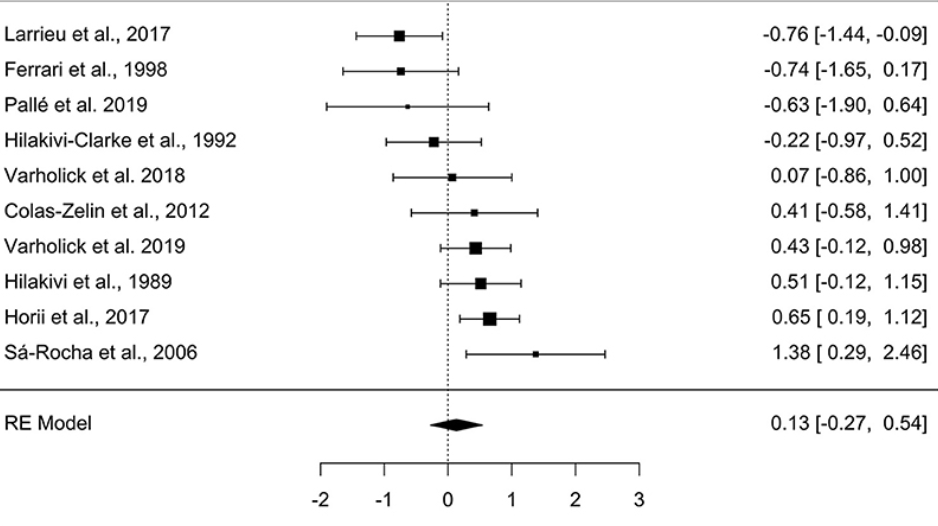 Larrieu et al., 2017 -0.76 [-1.44, -0.09]
Ferrari et al., 1998 -0.74 [-1.65, 0.17]
Pallé et al. 2019 -0.63 [-1.90, 0.64]
Hilakivi-Clarke et al., 1992 -0.22 [-0.97, 0.52]
Varholick et al. 2018 0.07 [-0.86, 1.00]
Colas-Zelin et al., 2012 0.41 [-0.58, 1.41]
Varholick et al. 2019 0.43 [-0.12, 0.98]
Hilakivi et al., 1989 0.51 [-0.12, 1.15]
Horii et al., 2017 0.65 [ 0.19, 1.12]
Sá-Rocha et al., 2006 1.38 [ 0.29, 2.46]
RE Model 0.13 [-0.27, 0.54]
-2 -1 0 1 2 3